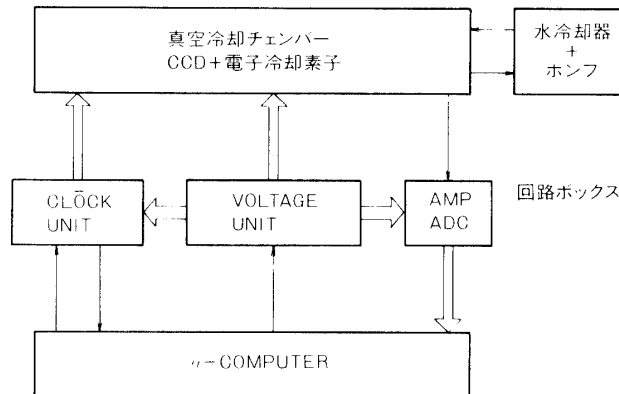 真空冷却チェンバー
CCD+電子冷却素子
水冷却器
+
ホンフ
CLOCK
UNIT
VOLTAGE
UNIT
AMP
ADC
回路ボックス
μ-COMPUTER